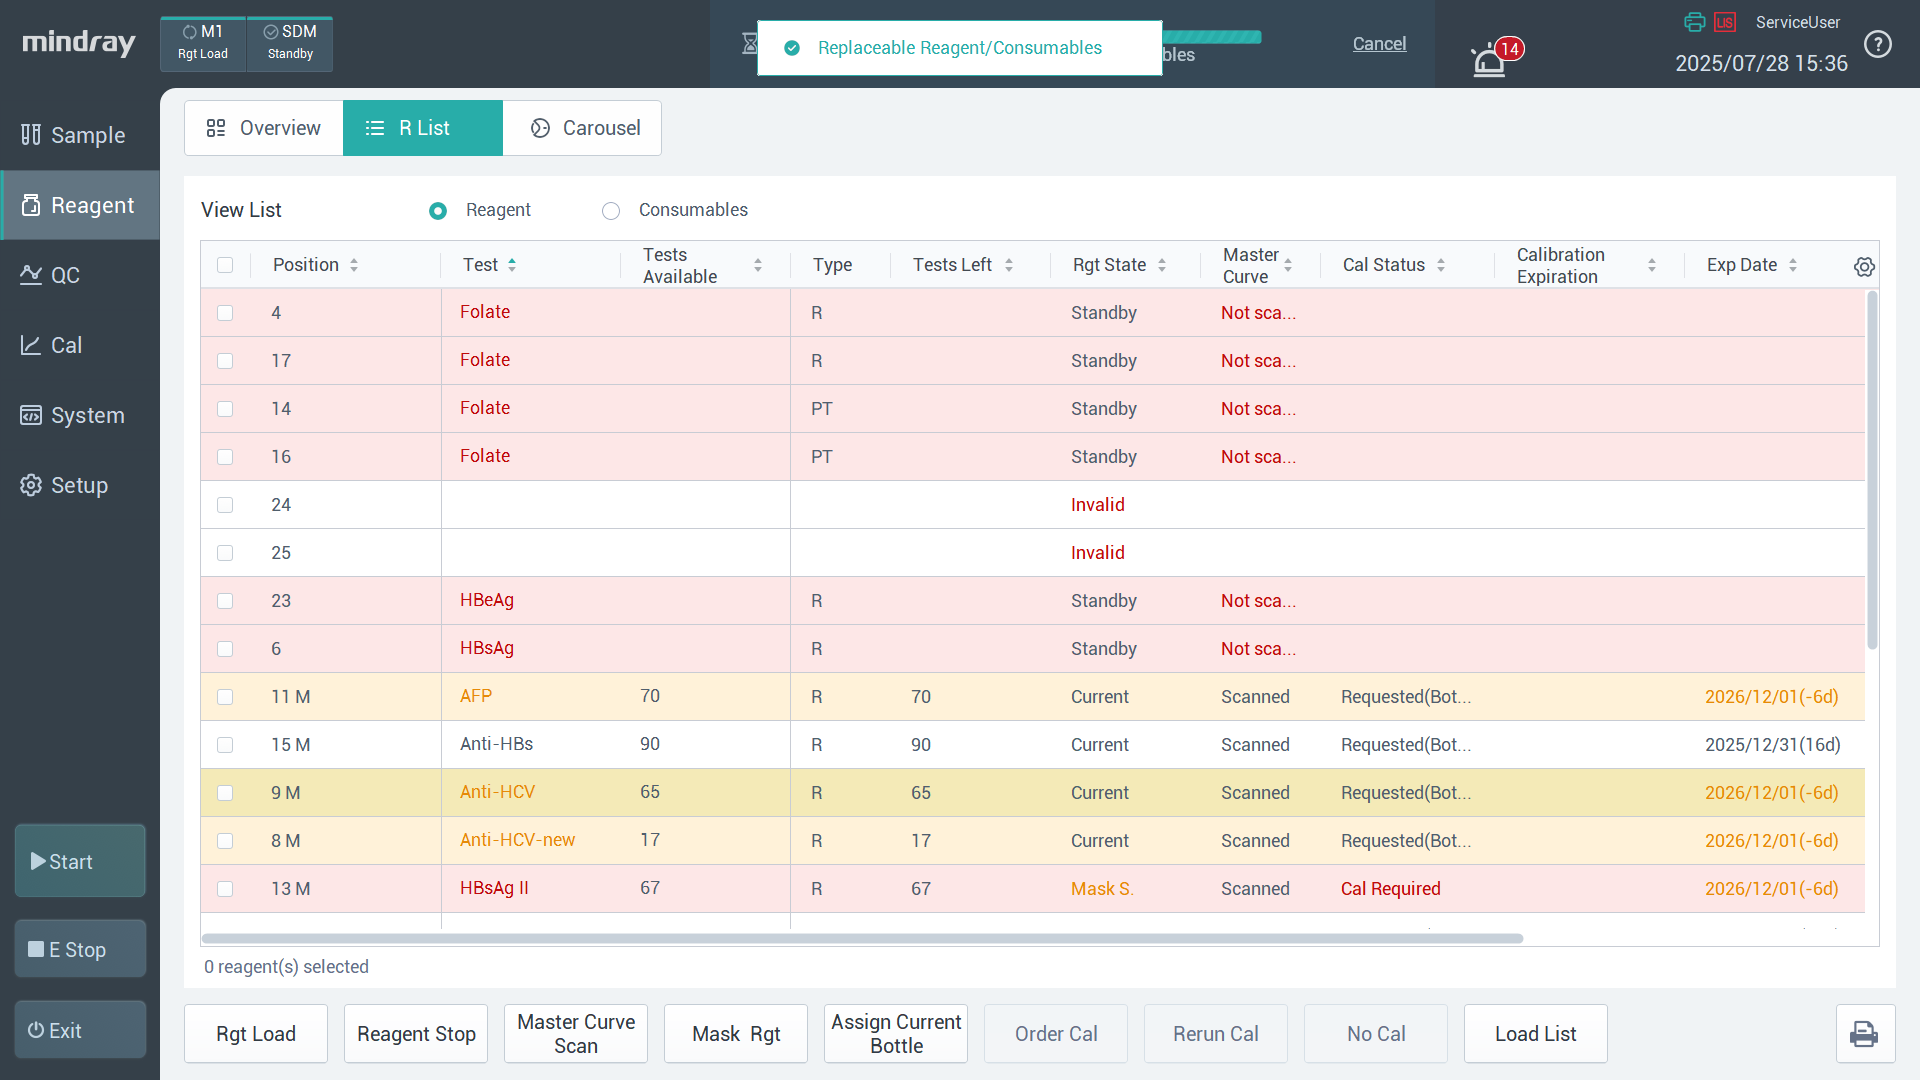 mindray
M1
Rgt Load
SDM
Standby
Replaceable Reagent/Consumables
bles
Cancel
14
LIS
ServiceUser
2025/07/28 15:36
?
Sample
Reagent
QC
Cal
System
Setup
Start
E Stop
Exit
Overview
R List
Carousel
View List
Reagent
Consumables
Position Test Tests Available Type Tests Left Rgt State Master Curve Cal Status Calibration Expiration Exp Date
4 Folate R Standby Not sca...
17 Folate R Standby Not sca...
14 Folate PT Standby Not sca...
16 Folate PT Standby Not sca...
24 Invalid
25 Invalid
23 HBeAg R Standby Not sca...
6 HBsAg R Standby Not sca...
11 M AFP 70 R 70 Current Scanned Requested(Bot... 2026/12/01(-6d)
15 M Anti-HBs 90 R 90 Current Scanned Requested(Bot... 2025/12/31(16d)
9 M Anti-HCV 65 R 65 Current Scanned Requested(Bot... 2026/12/01(-6d)
8 M Anti-HCV-new 17 R 17 Current Scanned Requested(Bot... 2026/12/01(-6d)
13 M HBsAg II 67 R 67 Mask S. Scanned Cal Required 2026/12/01(-6d)
0 reagent(s) selected
Rgt Load
Reagent Stop
Master Curve
Scan
Mask Rgt
Assign Current
Bottle
Order Cal
Rerun Cal
No Cal
Load List